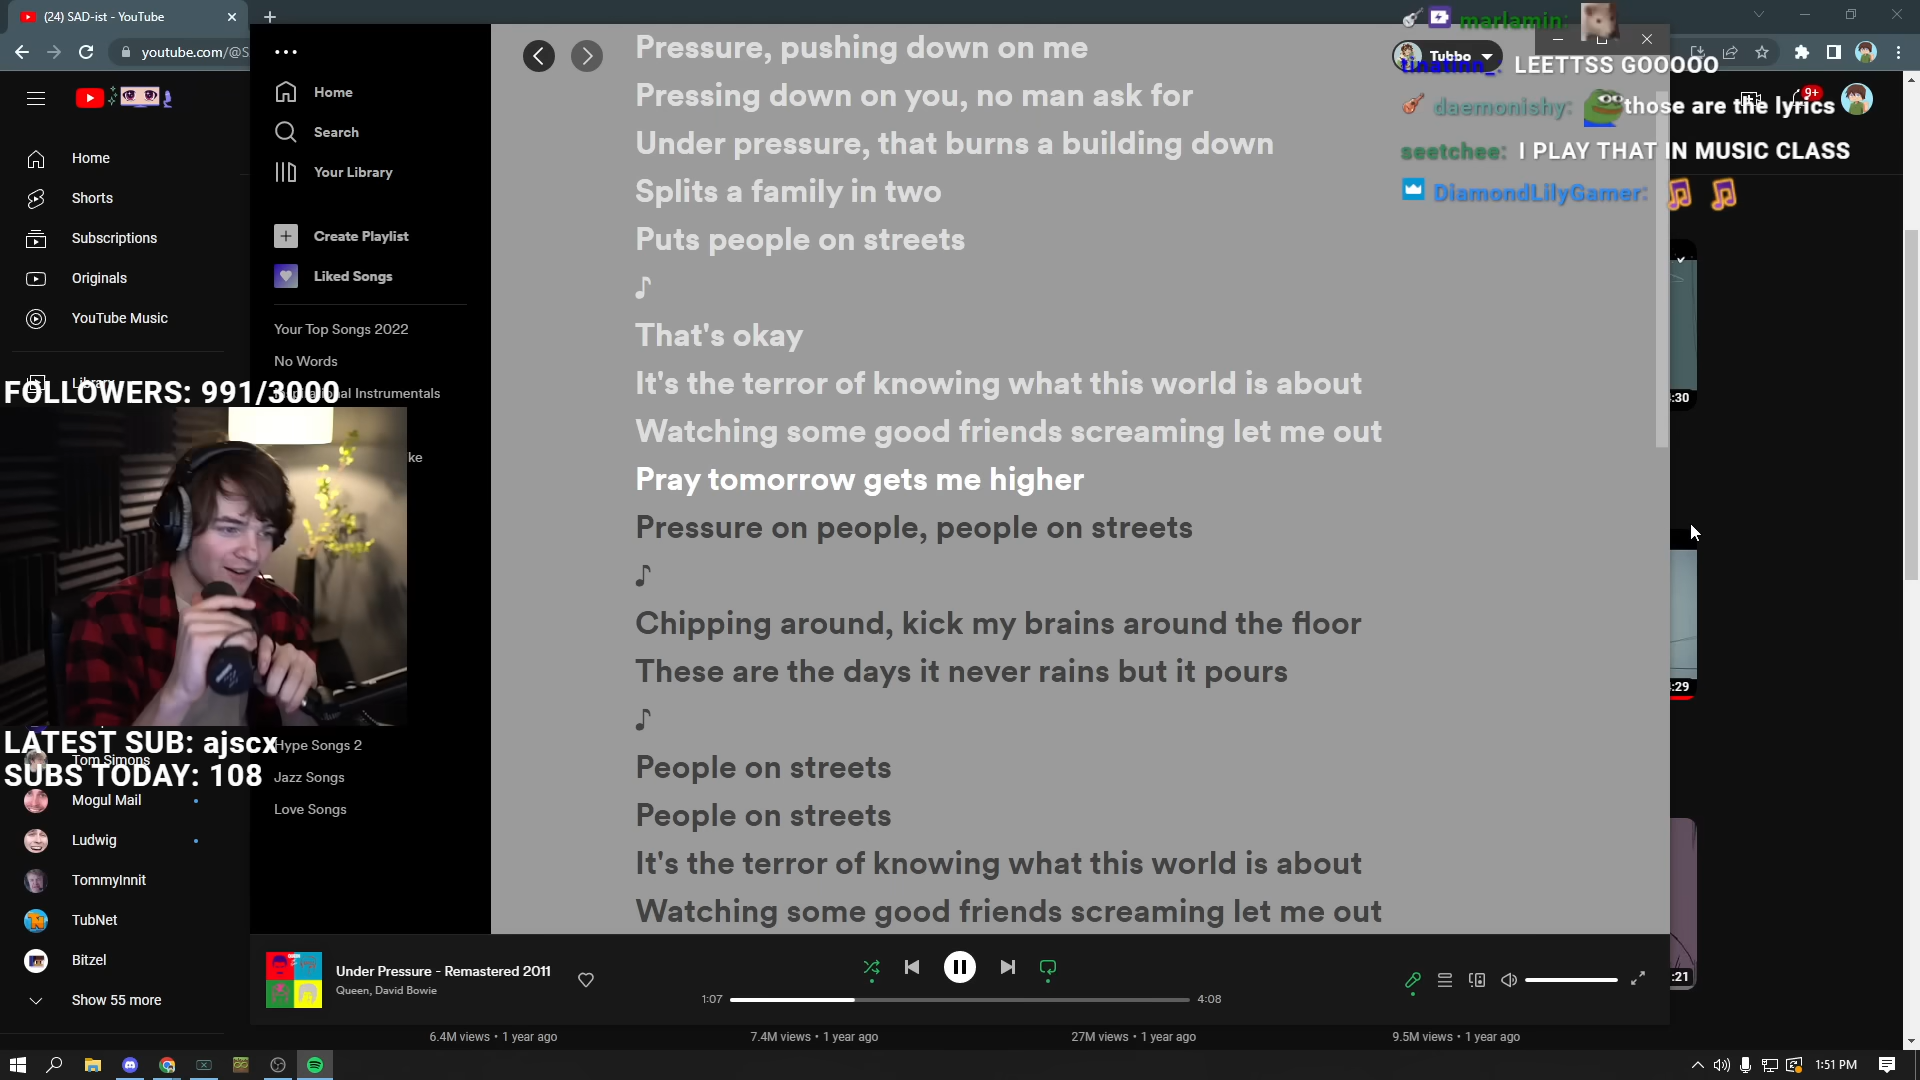 (24) SAD-ist - YouTube
youtube.com/@S
Home
Shorts
Subscriptions
Originals
YouTube Music
FOLLOWERS: 991/3000
LATEST SUB: ajscx
SUBS TODAY: 108
Tom Simons
Mogul Mail
Ludwig
TommyInnit
TubNet
Bitzel
Show 55 more
Home
Search
Your Library
Create Playlist
Liked Songs
Your Top Songs 2022
No Words
Instrumentals
ke
Hype Songs 2
Jazz Songs
Love Songs
Pressure, pushing down on me
Pressing down on you, no man ask for
Under pressure, that burns a building down
Splits a family in two
Puts people on streets
♪
That's okay
It's the terror of knowing what this world is about
Watching some good friends screaming let me out
Pray tomorrow gets me higher
Pressure on people, people on streets
♪
Chipping around, kick my brains around the floor
These are the days it never rains but it pours
♪
People on streets
People on streets
It's the terror of knowing what this world is about
Watching some good friends screaming let me out
Tubbo
marlamin:
tinatinn_: LEETTSS GOOOOO
daemonishy: those are the lyrics
seetchee: I PLAY THAT IN MUSIC CLASS
DiamondLilyGamer:
9+
:30
:29
:21
Under Pressure - Remastered 2011
Queen, David Bowie
1:07
4:08
6.4M views • 1 year ago
7.4M views • 1 year ago
27M views • 1 year ago
9.5M views • 1 year ago
1:51 PM